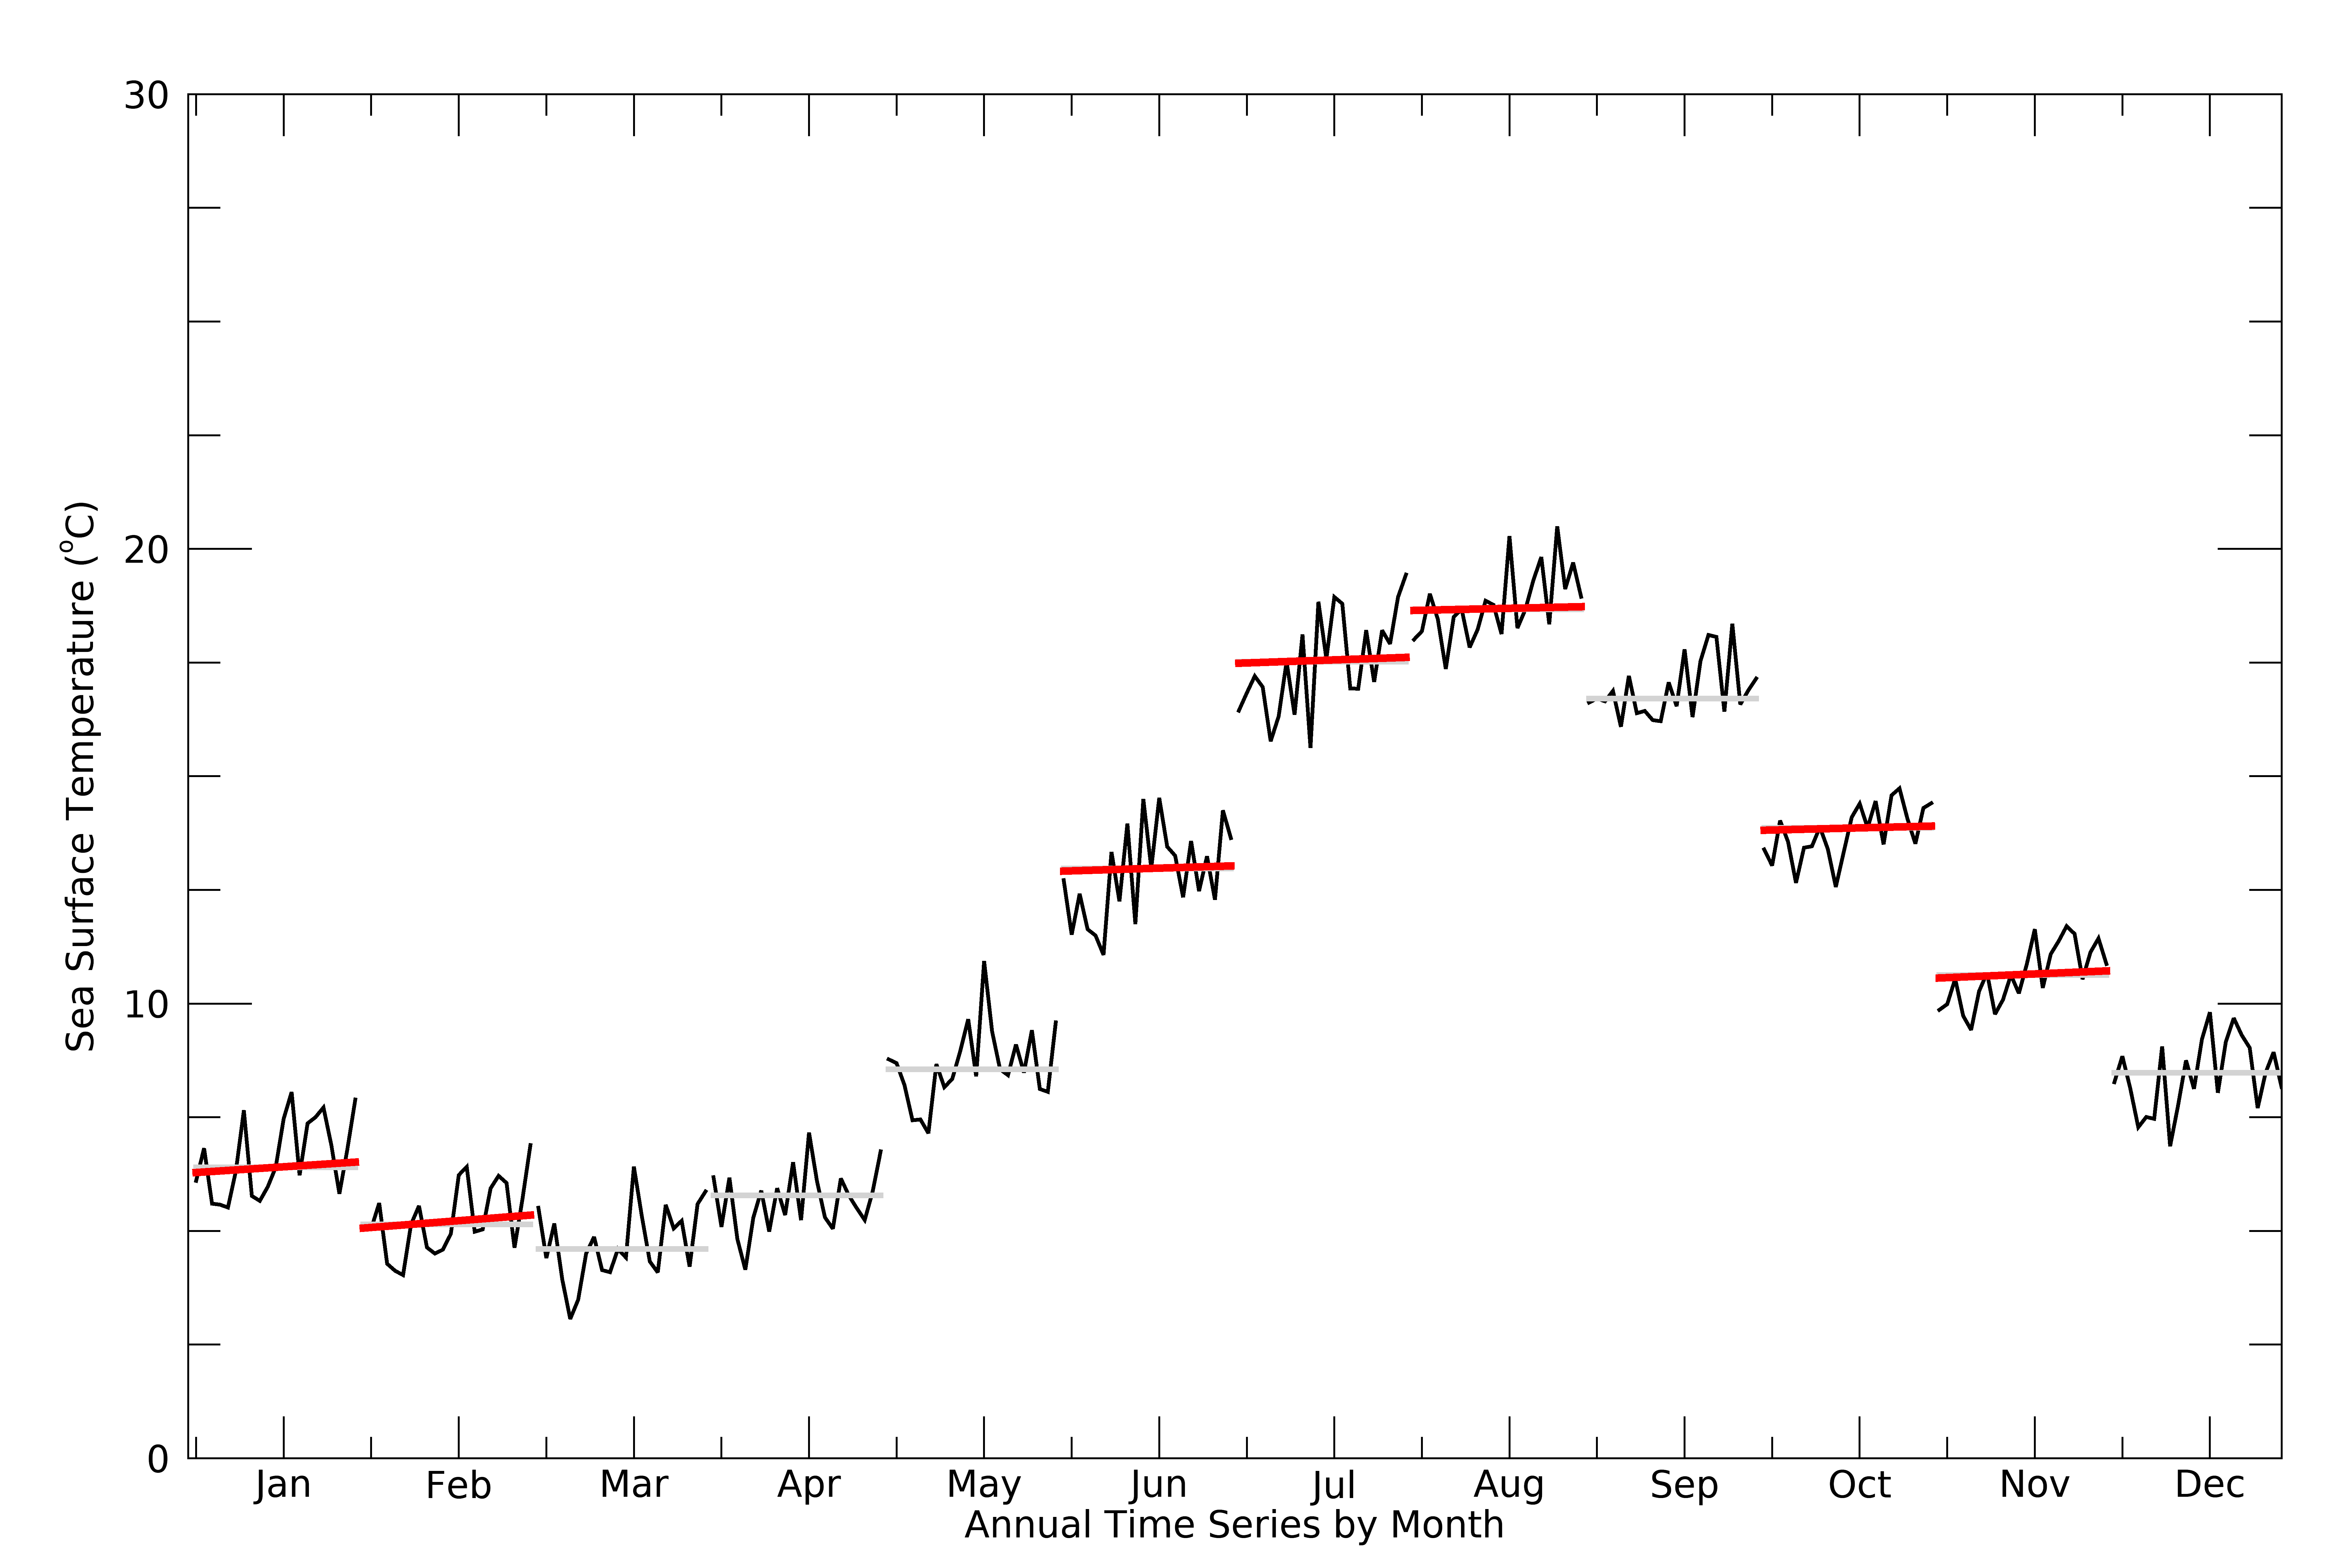 30
20
10
0
Sea Surface Temperature (°C)
Jan Feb Mar Apr May Jun Jul Aug Sep Oct Nov Dec
Annual Time Series by Month